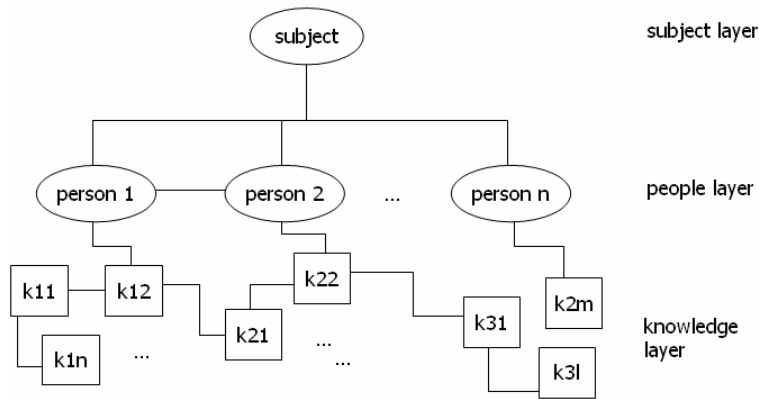 subject
subject layer
person 1
person 2
...
person n
people layer
k11
k12
k22
k2m
k21
k31
knowledge
layer
k1n
...
...
...
k3l